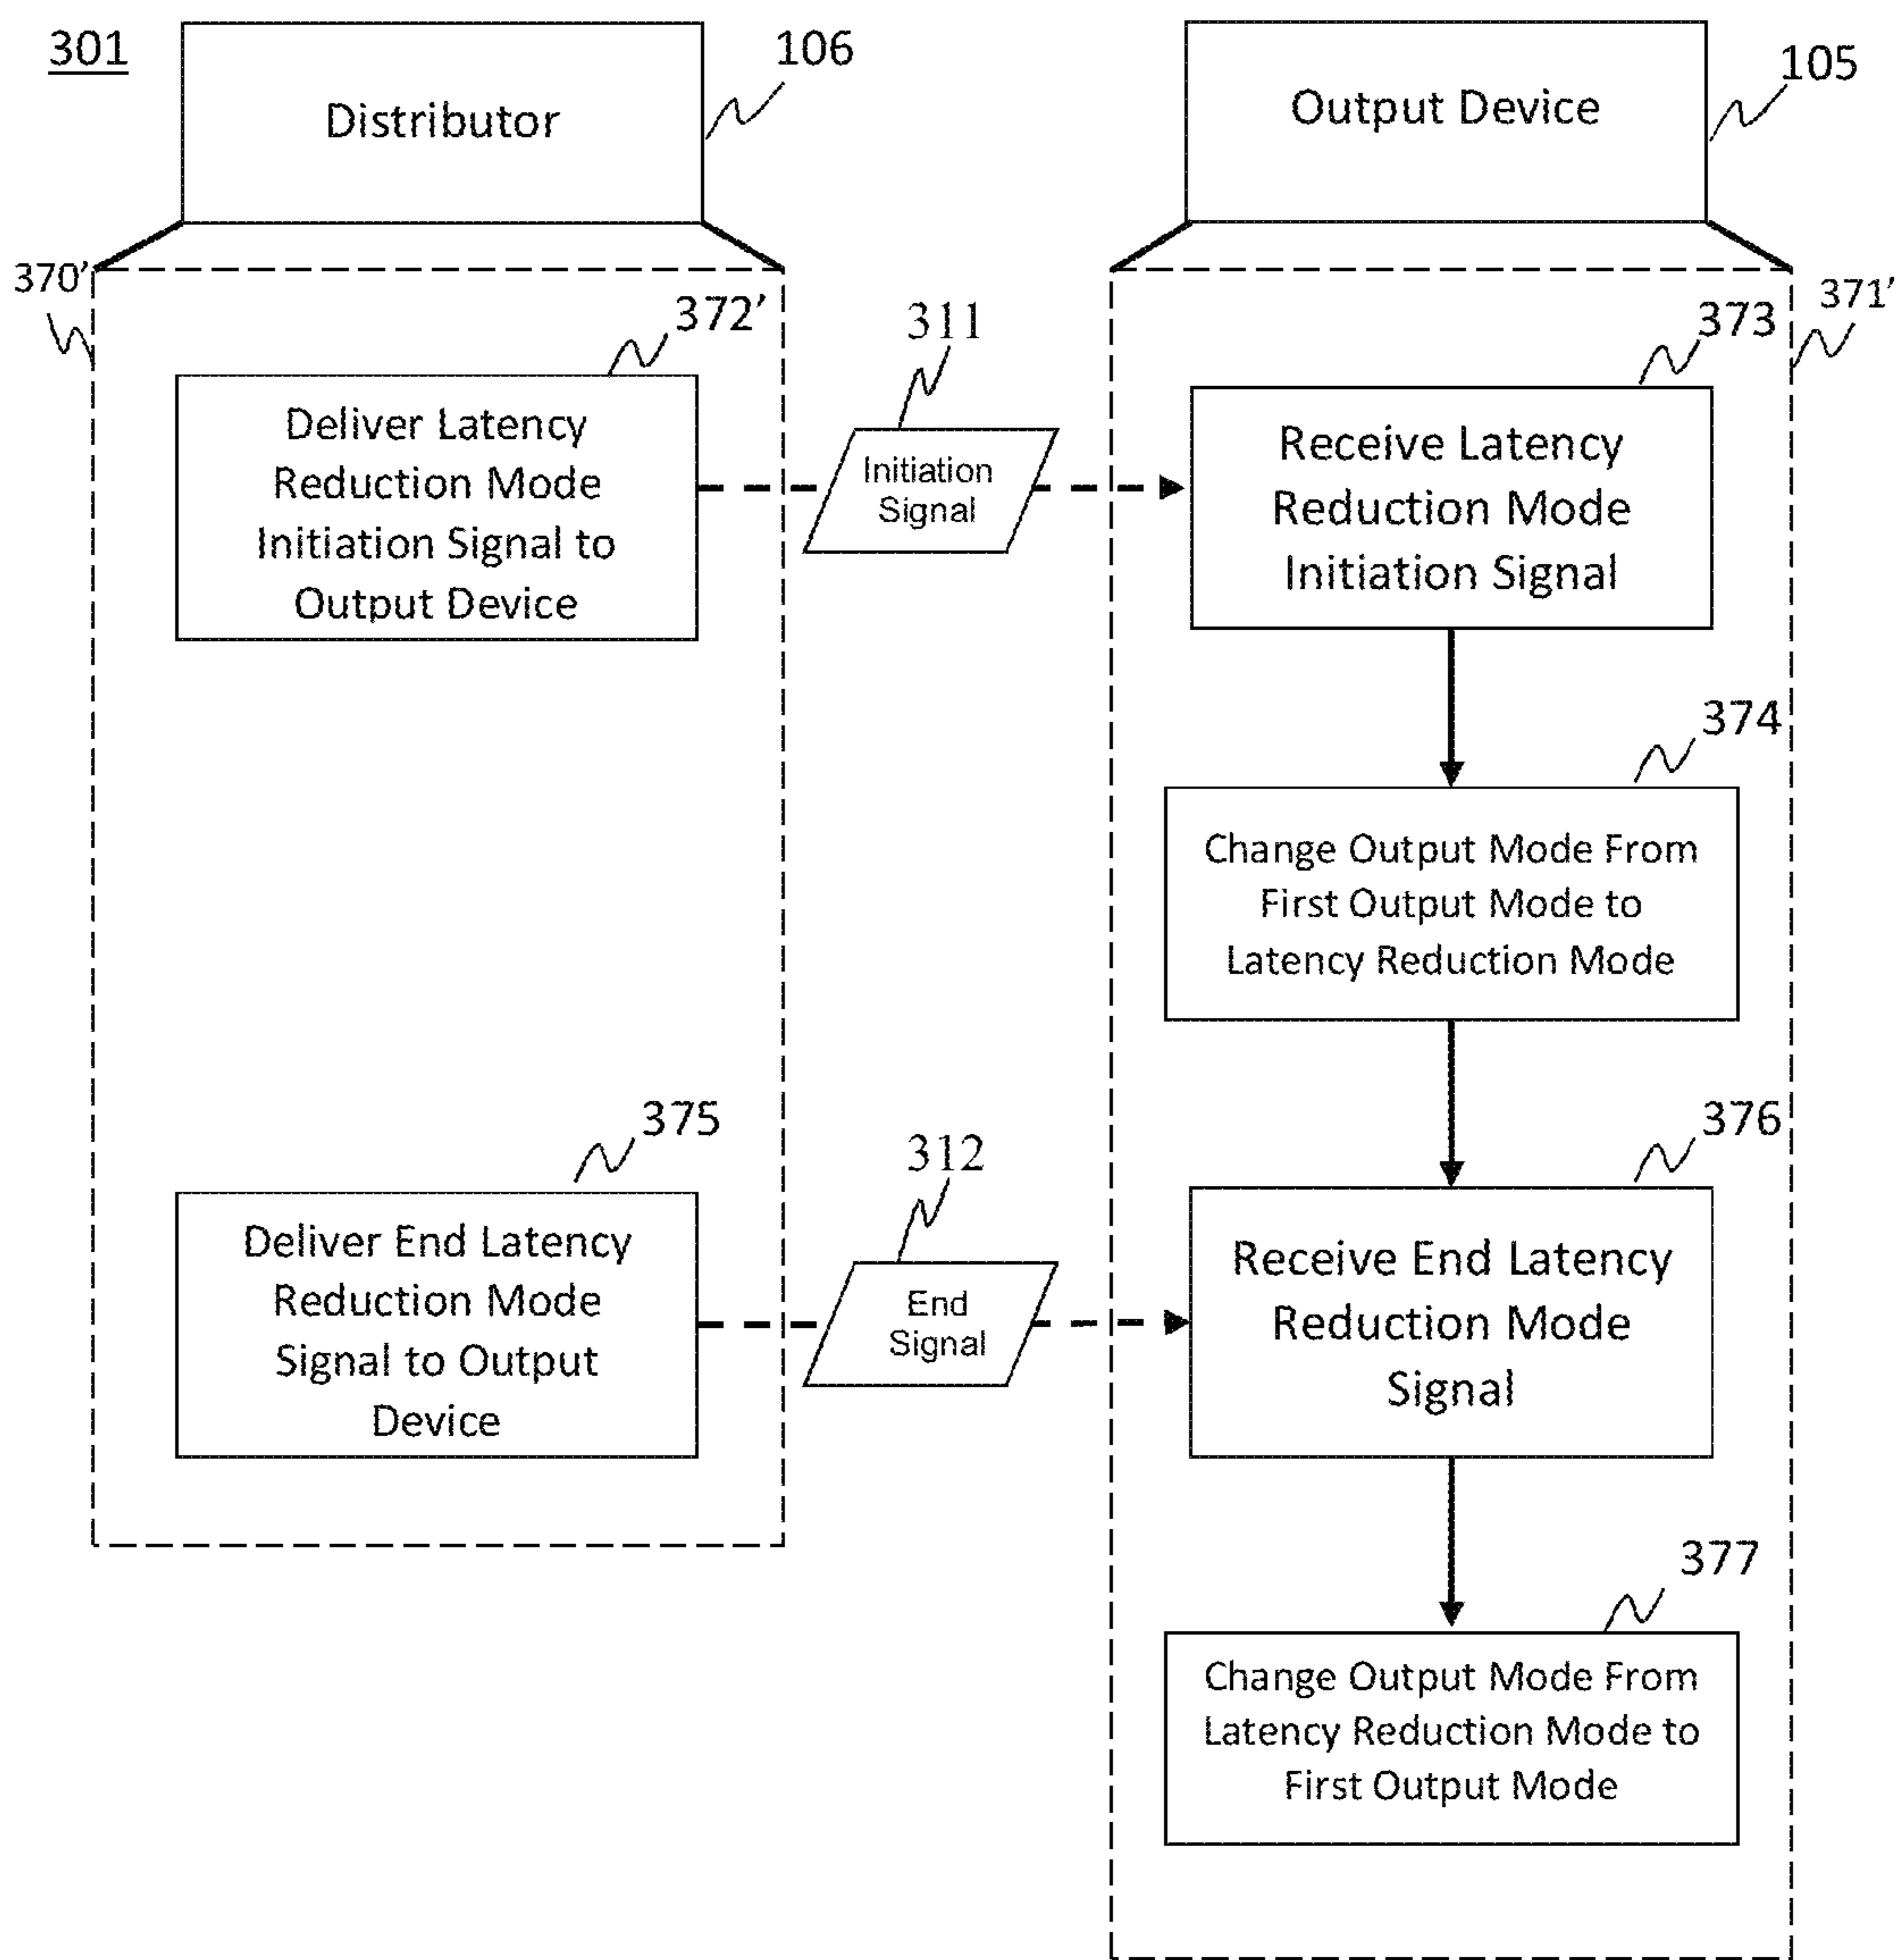 301
Distributor
106
Output Device
105
370’
371’
372’
Deliver Latency
Reduction Mode
Initiation Signal to
Output Device
311
Initiation
Signal
373
Receive Latency
Reduction Mode
Initiation Signal
374
Change Output Mode From
First Output Mode to
Latency Reduction Mode
375
Deliver End Latency
Reduction Mode
Signal to Output
Device
312
End
Signal
376
Receive End Latency
Reduction Mode
Signal
377
Change Output Mode From
Latency Reduction Mode to
First Output Mode